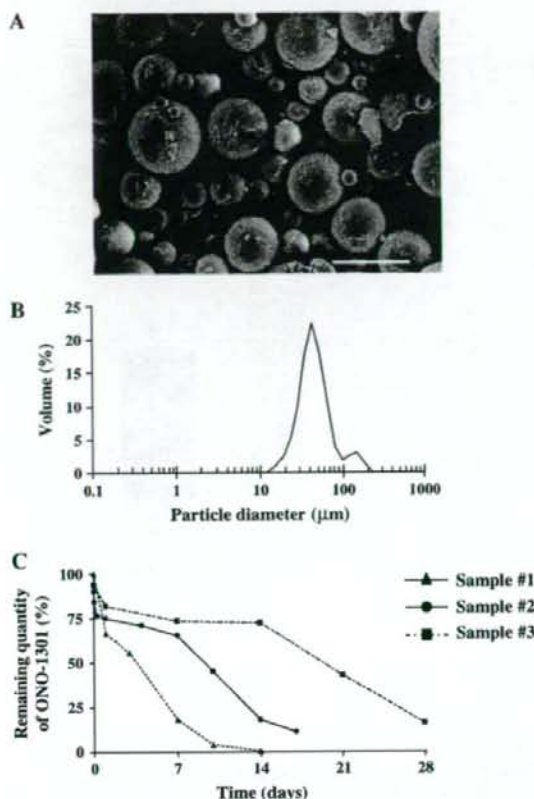 A
B
25
20
15
10
5
0
Volume (%)
0.1 1 10 100 1000
Particle diameter (μm)
C
100
75
50
25
0
Remaining quantity
of ONO-1301 (%)
0 7 14 21 28
Time (days)
Sample #1
Sample #2
Sample #3